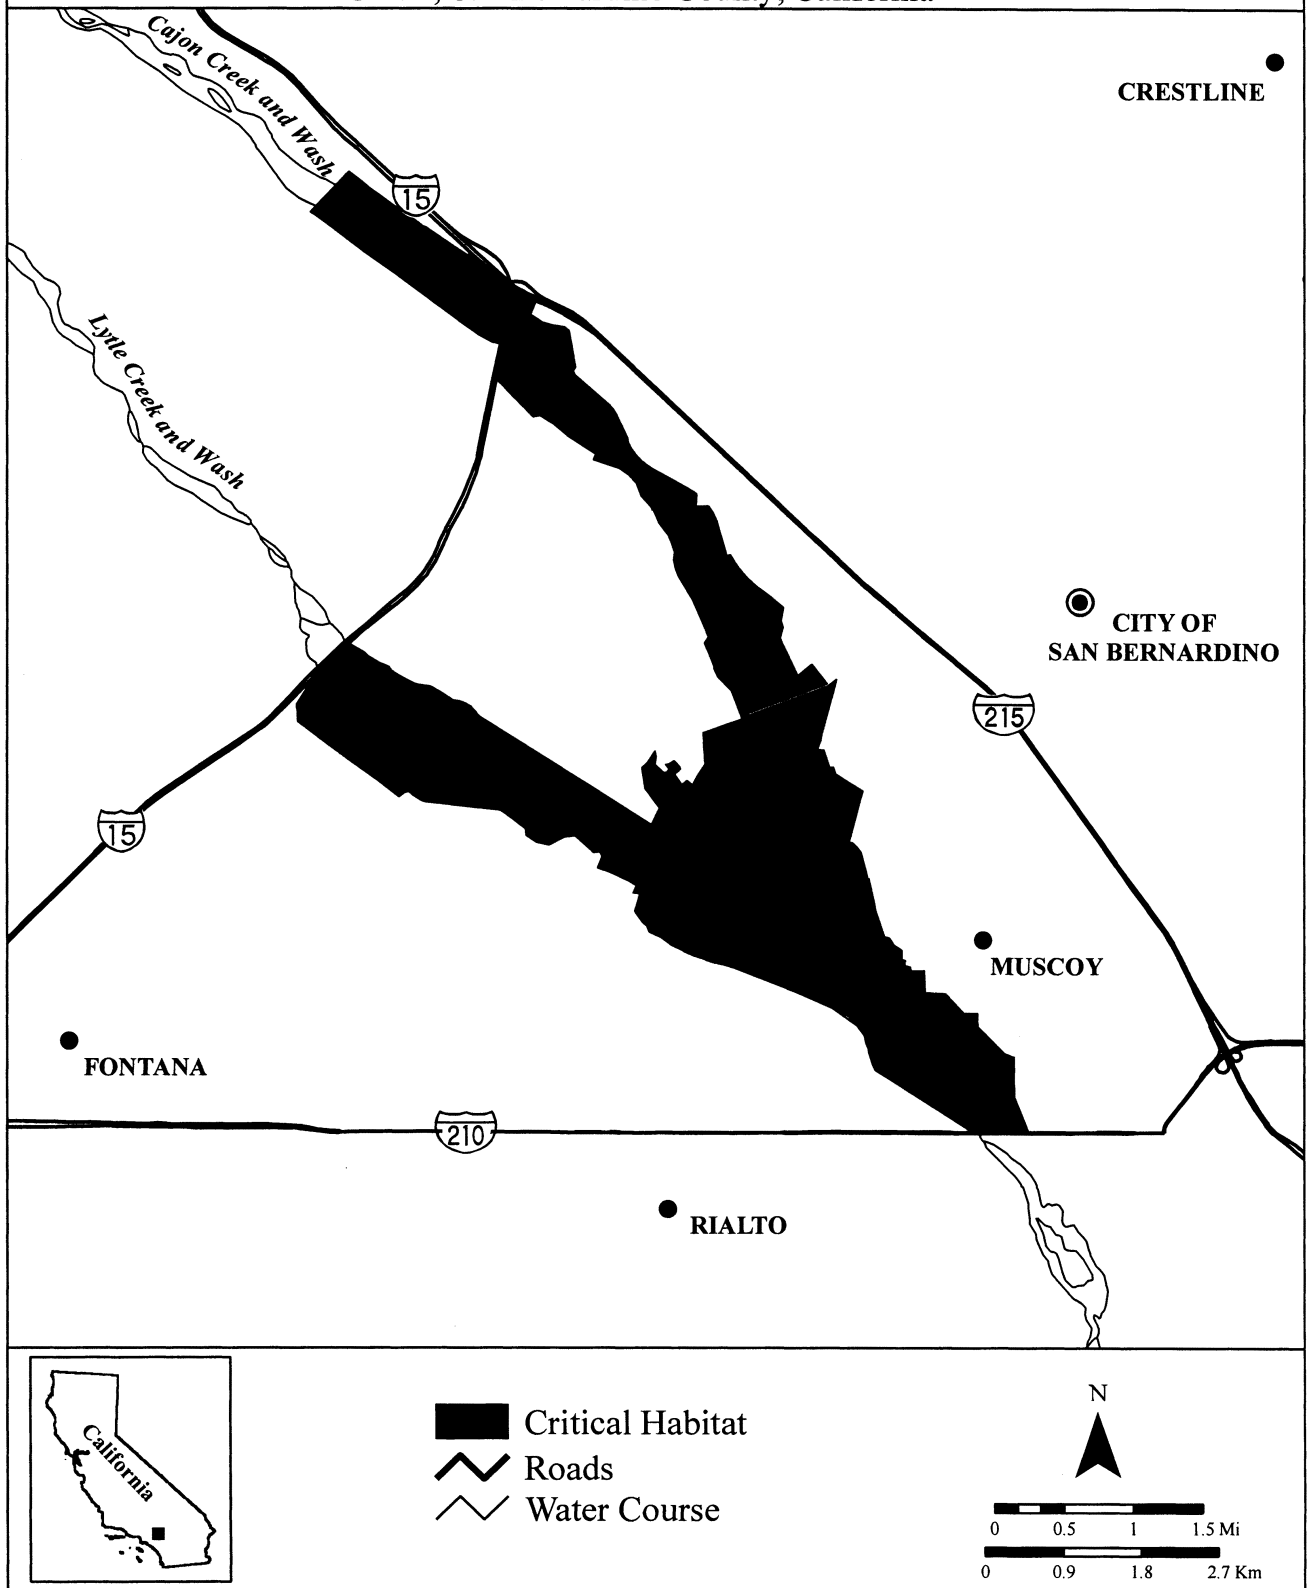 County, California
CRESTLINE
Cajon Creek and Wash
15
Lytle Creek and Wash
CITY OF
SAN BERNARDINO
215
15
MUSCOY
FONTANA
210
RIALTO
California
Critical Habitat
Roads
Water Course
N
0 0.5 1 1.5 Mi
0 0.9 1.8 2.7 Km